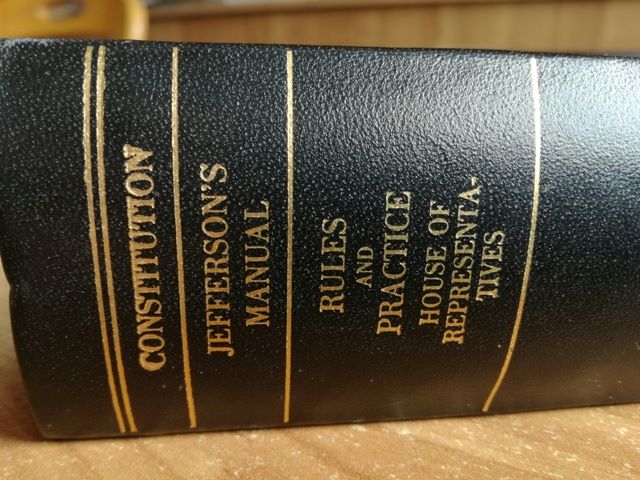 CONSTITUTION
JEFFERSON'S
MANUAL
RULES
AND
PRACTICE
HOUSE OF
REPRESENTA-
TIVES